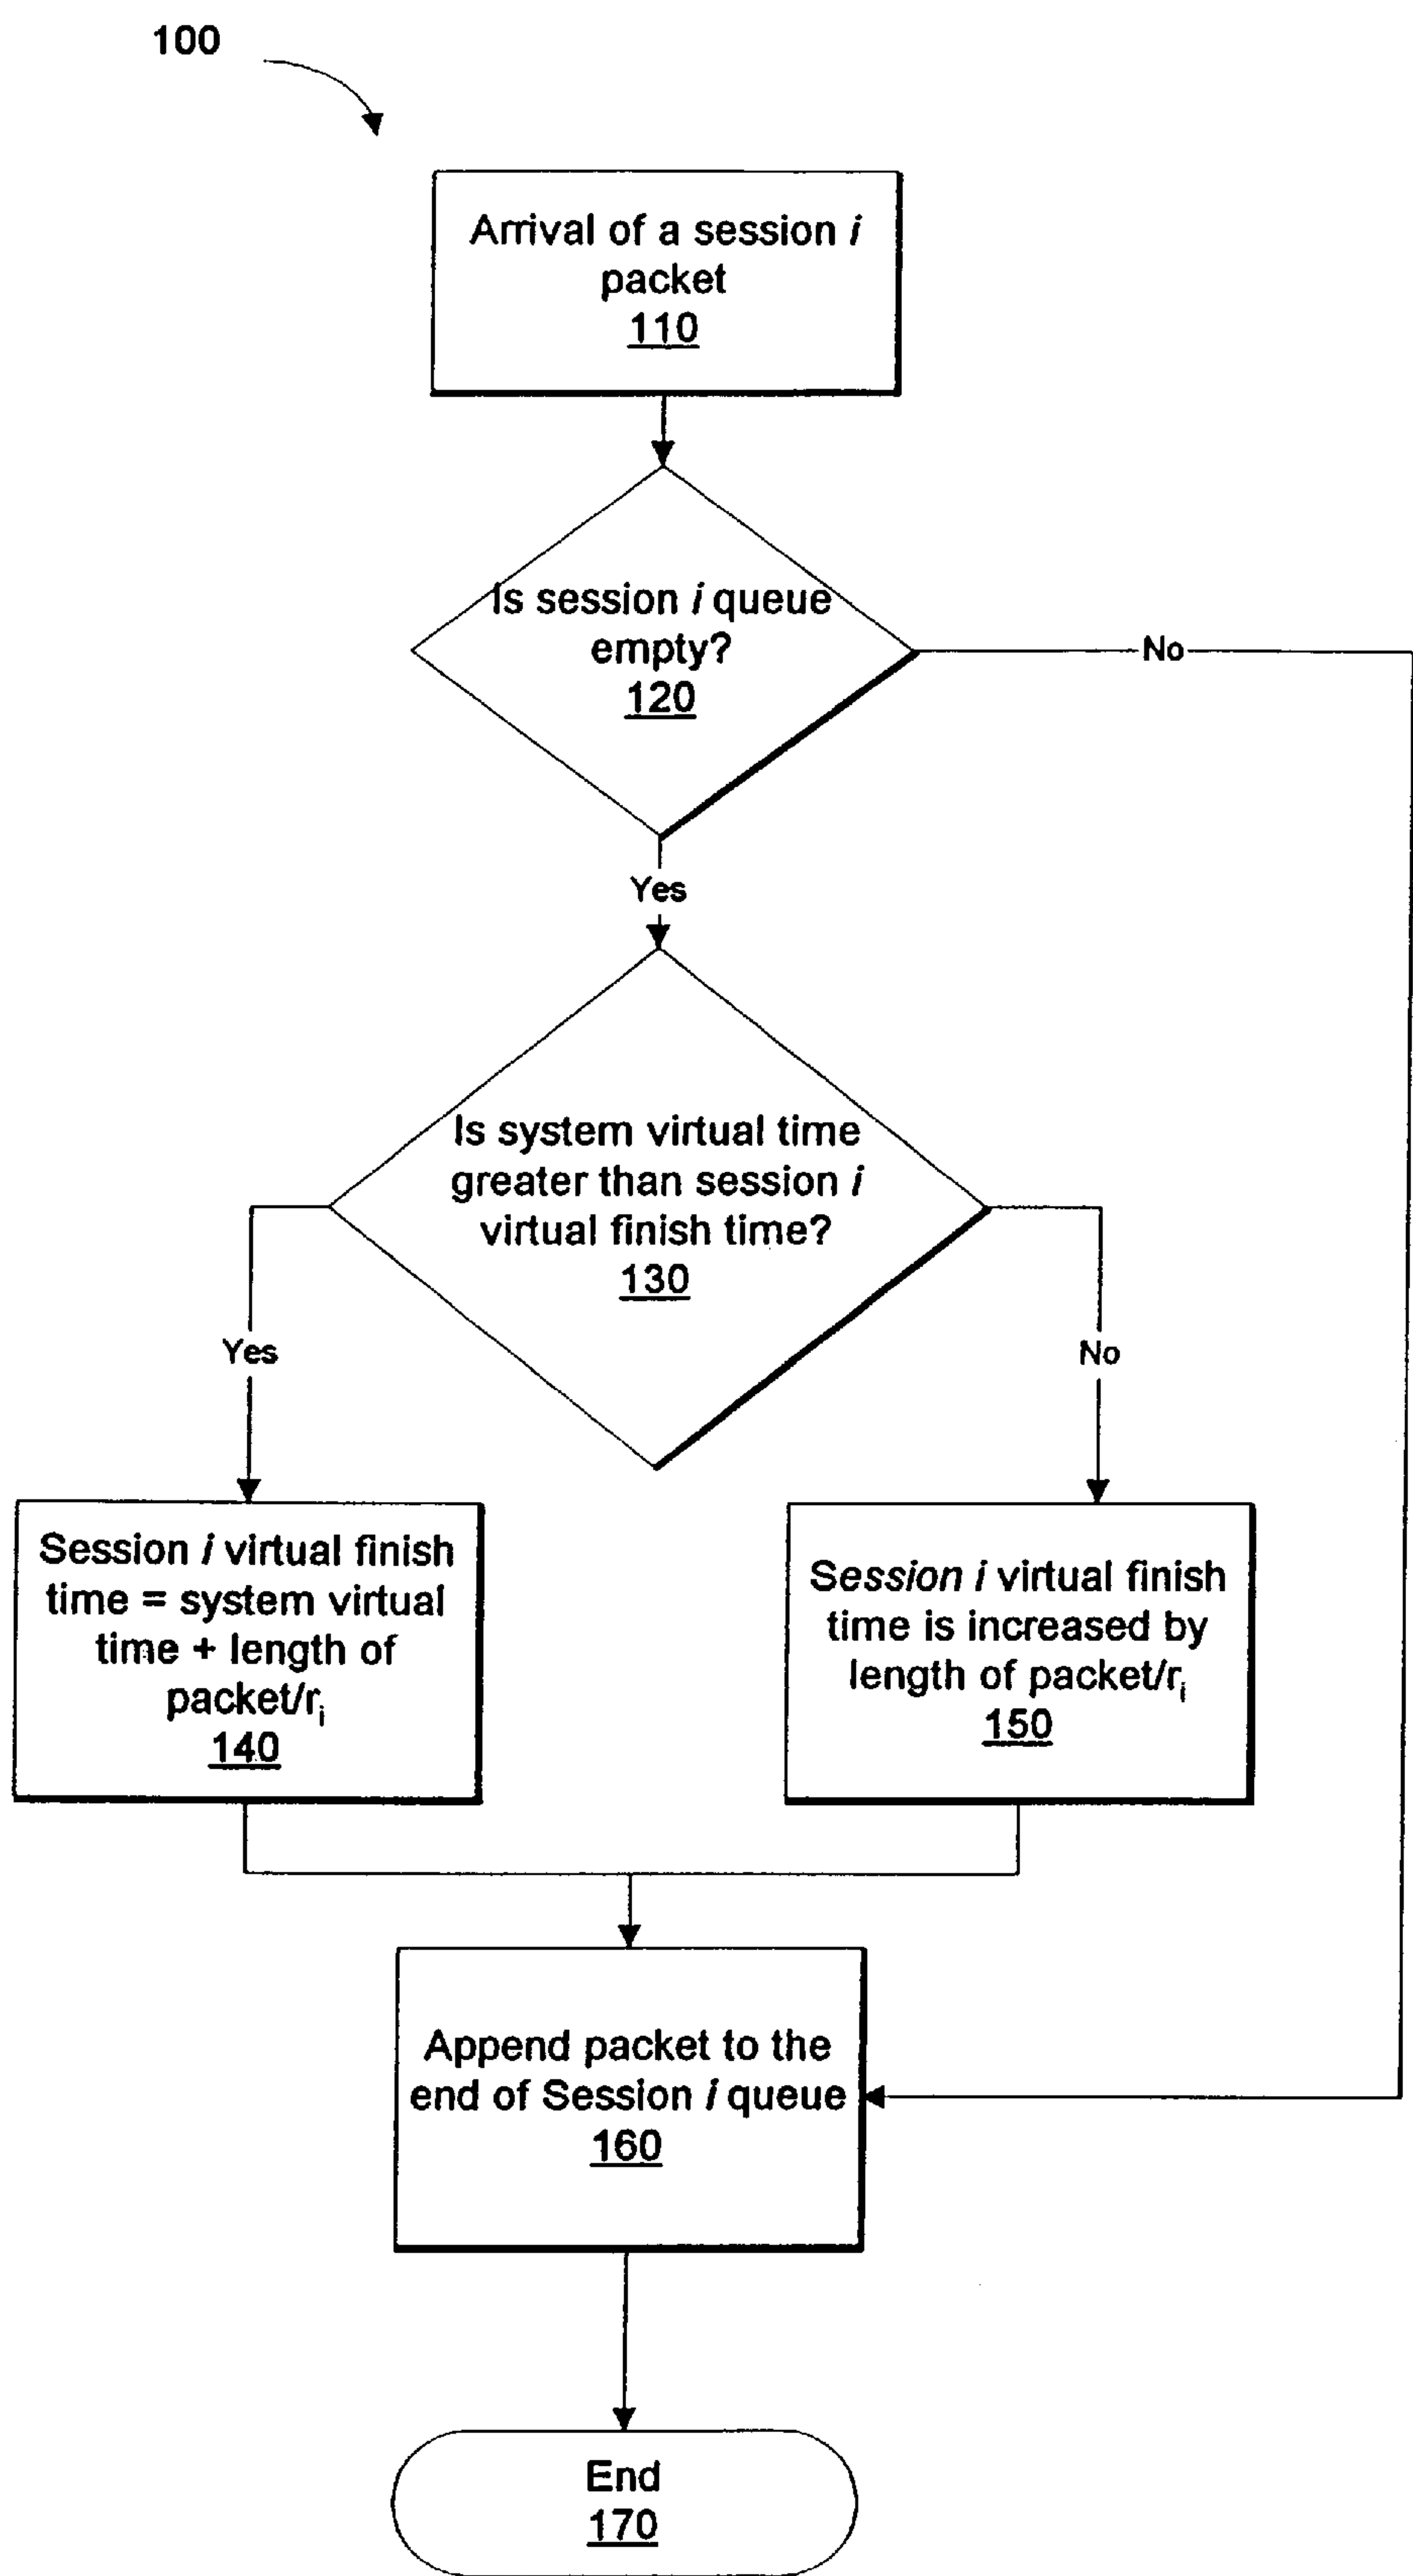 100
Arrival of a session i
packet
110
Is session i queue
empty?
120
No
Yes
Is system virtual time
greater than session i
virtual finish time?
130
Yes
No
Session i virtual finish
time = system virtual
time + length of
packet/ri
140
Session i virtual finish
time is increased by
length of packet/ri
150
Append packet to the
end of Session i queue
160
End
170